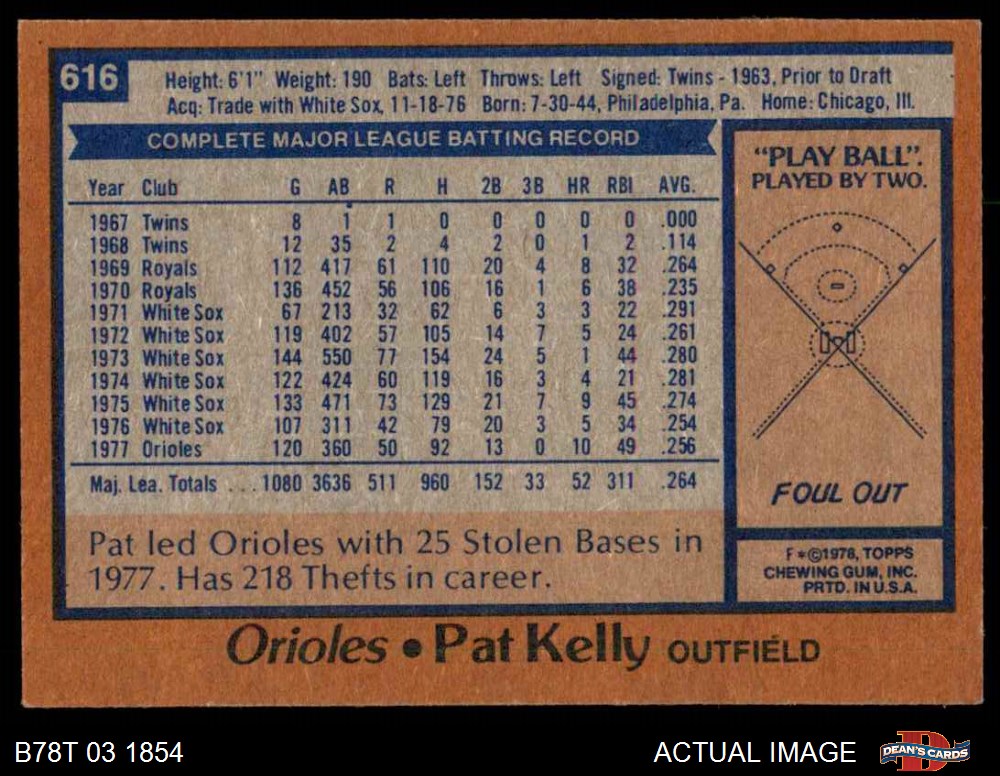 616
Height: 6'1" Weight: 190 Bats: Left Throws: Left Signed: Twins - 1963, Prior to Draft
Acq: Trade with White Sox, 11-18-76 Born: 7-30-44, Philadelphia, Pa. Home: Chicago, Ill.
COMPLETE MAJOR LEAGUE BATTING RECORD
Year Club G AB R H 2B 3B HR RBI AVG.
1967 Twins 8 1 1 0 0 0 0 0 .000
1968 Twins 12 35 2 4 2 0 1 2 .114
1969 Royals 112 417 61 110 20 4 8 32 .264
1970 Royals 136 452 56 106 16 1 6 38 .235
1971 White Sox 67 213 32 62 6 3 3 22 .291
1972 White Sox 119 402 57 105 14 7 5 24 .261
1973 White Sox 144 550 77 154 24 5 1 44 .280
1974 White Sox 122 424 60 119 16 3 4 21 .281
1975 White Sox 133 471 73 129 21 7 9 45 .274
1976 White Sox 107 311 42 79 20 3 5 34 .254
1977 Orioles 120 360 50 92 13 0 10 49 .256
Maj. Lea. Totals ... 1080 3636 511 960 152 33 52 311 .264
Pat led Orioles with 25 Stolen Bases in
1977. Has 218 Thefts in career.
"PLAY BALL".
PLAYED BY TWO.
FOUL OUT
F*©1978, TOPPS
CHEWING GUM, INC.
PRTD. IN U.S.A.
Orioles • Pat Kelly OUTFIELD
B78T 03 1854
ACTUAL IMAGE
D
DEAN'S CARDS